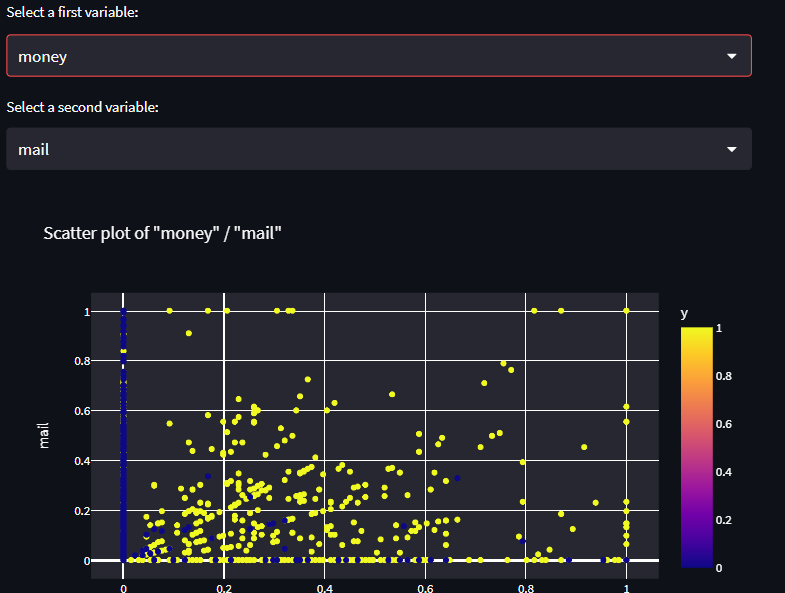 Select a first variable:
money
Select a second variable:
mail
Scatter plot of "money" / "mail"
y
1
0.8
0.6
0.4
0.2
0
mail
1
0.8
0.6
0.4
0.2
0
0 0.2 0.4 0.6 0.8 1